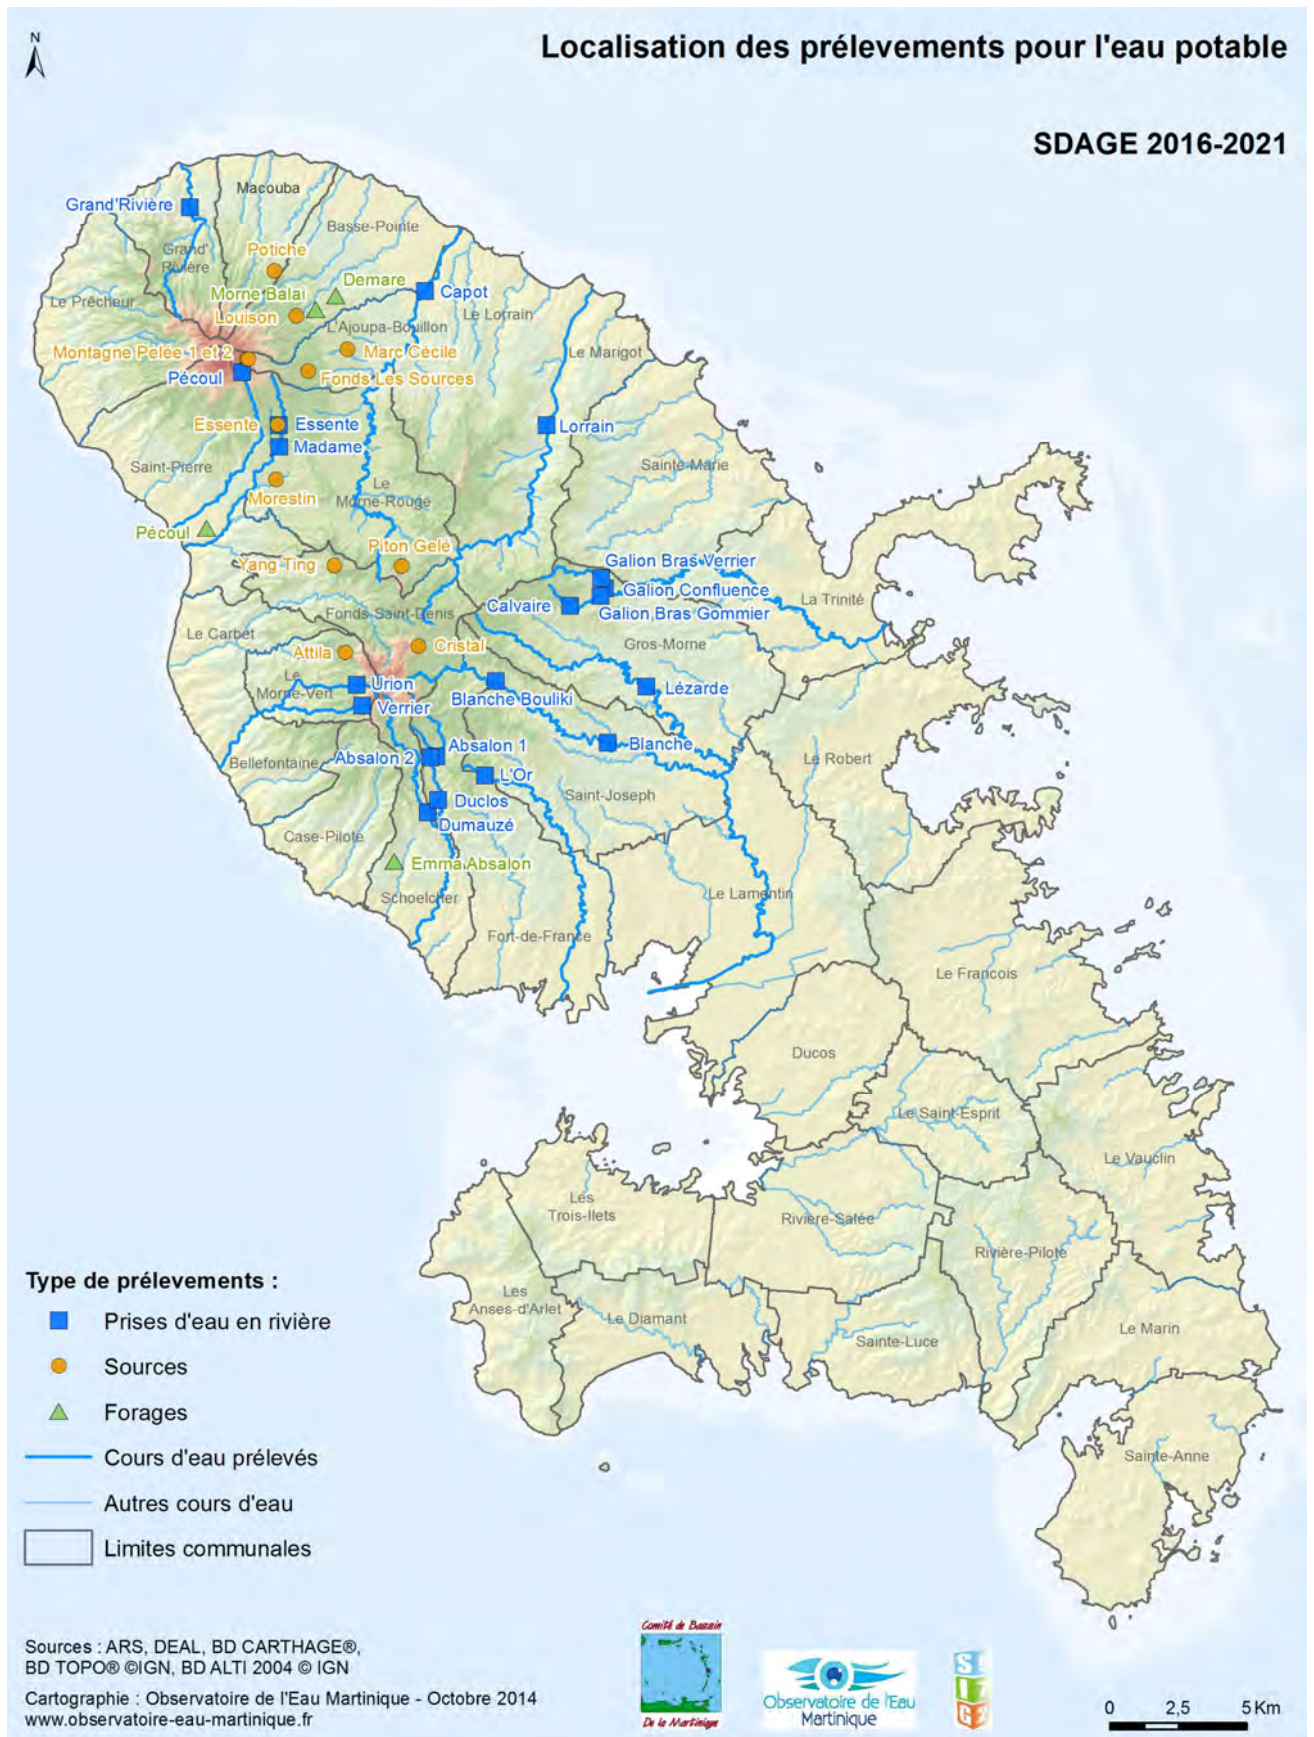 N
Localisation des prélevements pour l'eau potable
SDAGE 2016-2021
Macouba
Grand'Rivière
Basse-Pointe
Grand'
Rivière
Potiche
Demare
Morne Balai
Capot
Le Prêcheur
Louison
Le Lorrain
L'Ajoupa-Bouillon
Montagne Pelée 1 et 2
Marc Cécile
Le Marigot
Pécoul
Fonds Les Sources
Essente
Essente
Lorrain
Madame
Saint-Pierre
Sainte-Marie
Le
Morne-Rouge
Morestin
Pécoul
Piton Gelé
Yang Ting
Galion Bras Verrier
Galion Confluence
Calvaire
Galion Bras Gommier
La Trinité
Fonds-Saint-Denis
Le Carbet
Gros-Morne
Attila
Cristal
Le
Morne-Vert
Urion
Blanche Bouliki
Lézarde
Verrier
Absalon 1
Blanche
Absalon 2
Bellefontaine
Le Robert
L'Or
Saint-Joseph
Duclos
Dumauzé
Case-Pilote
Emma Absalon
Schoelcher
Le Lamentin
Fort-de-France
Le Francois
Ducos
Le Saint-Esprit
Le Vauclin
Les
Trois-Ilets
Rivière-Salée
Rivière-Pilote
Les
Anses-d'Arlet
Le Diamant
Sainte-Luce
Le Marin
Sainte-Anne
Type de prélevements :
Prises d'eau en rivière
Sources
Forages
Cours d'eau prélevés
Autres cours d'eau
Limites communales
Sources : ARS, DEAL, BD CARTHAGE®,
BD TOPO® ©IGN, BD ALTI 2004 © IGN
Cartographie : Observatoire de l'Eau Martinique - Octobre 2014
www.observatoire-eau-martinique.fr
Comité de Bassin
De la Martinique
Observatoire de l'Eau
Martinique
0 2,5 5 Km